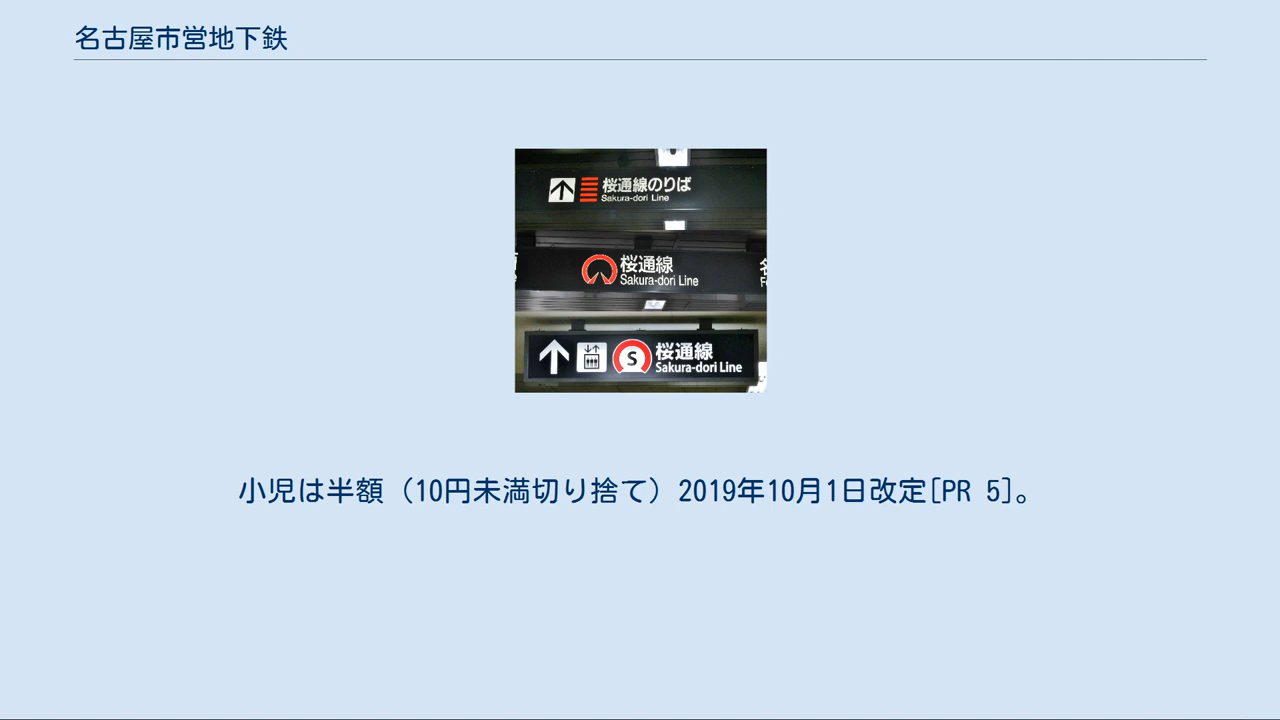 名古屋市営地下鉄
桜通線のりば
Sakura-dori Line
桜通線
Sakura-dori Line
S 桜通線
Sakura-dori Line
小児は半額（10円未満切り捨て）2019年10月1日改定[PR 5]。